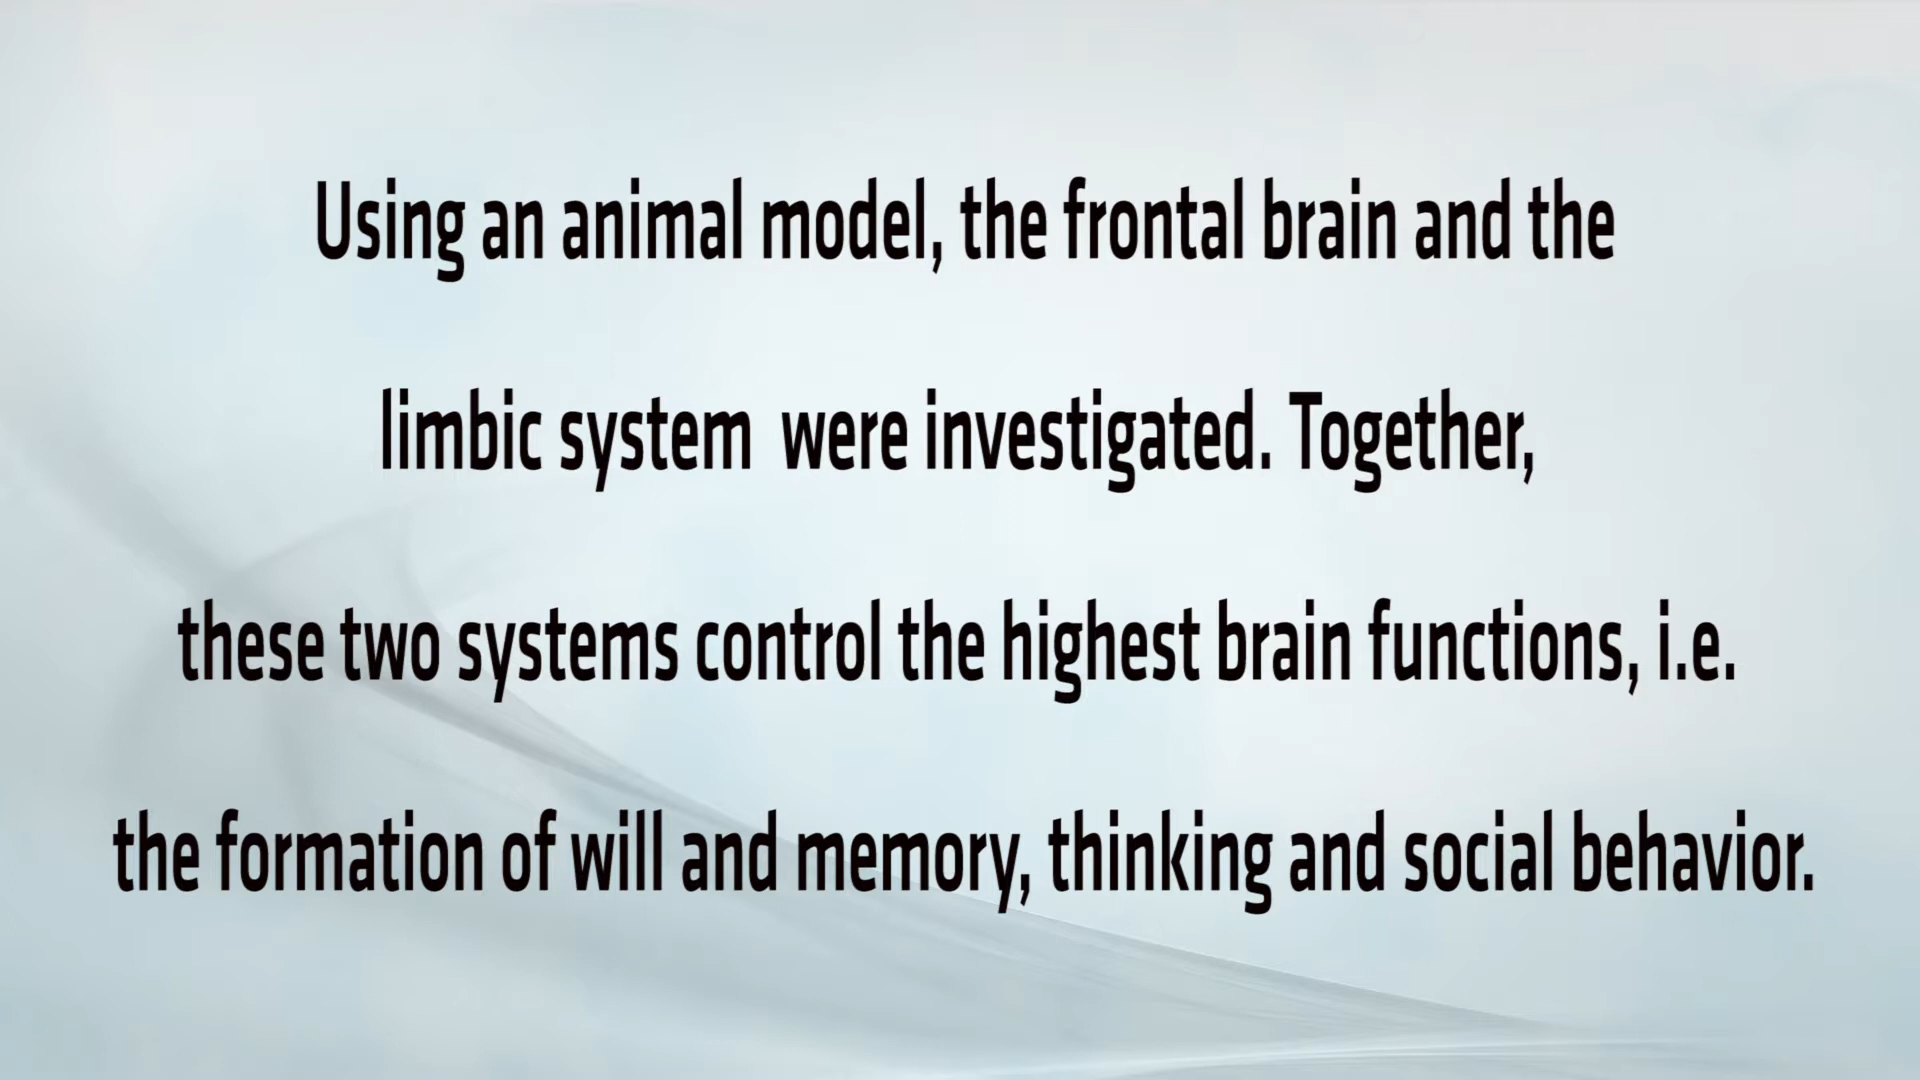 Using an animal model, the frontal brain and the
limbic system  were investigated. Together,
these two systems control the highest brain functions, i.e.
the formation of will and memory, thinking and social behavior.